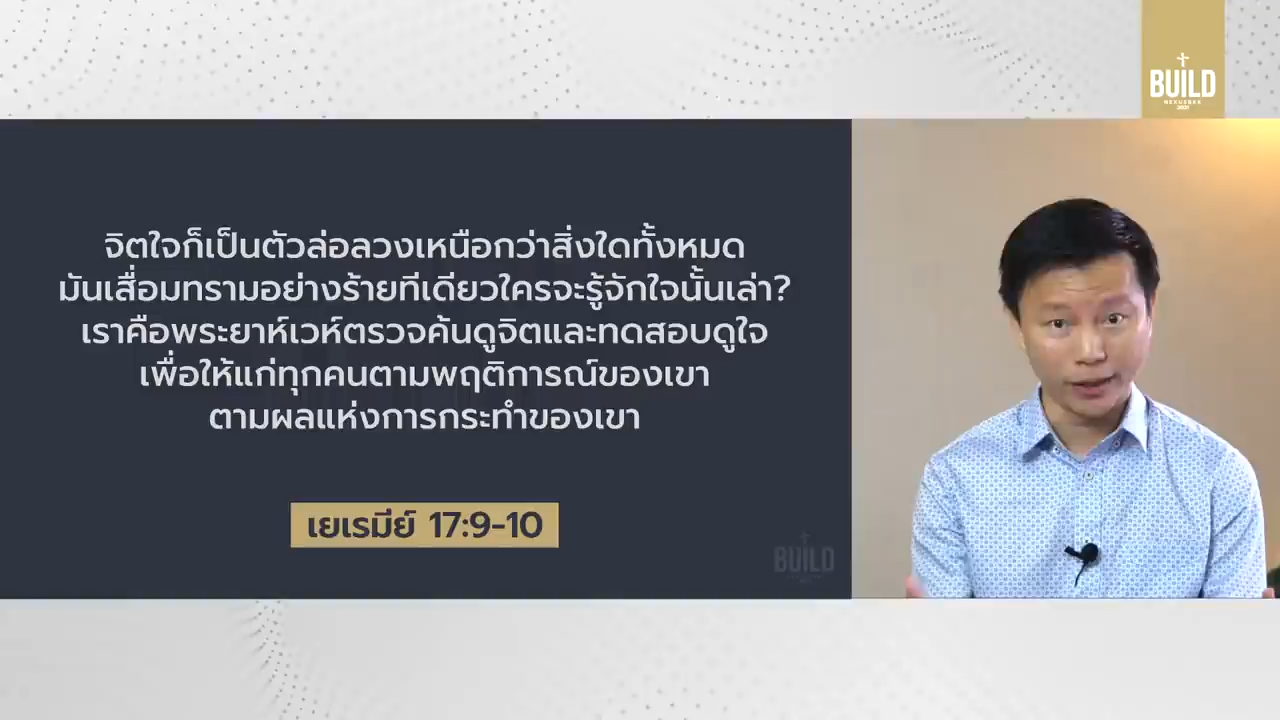 BUILD
NEXUSBKK
2021
จิตใจก็เป็นตัวล่อลวงเหนือกว่าสิ่งใดทั้งหมด
มันเสื่อมทรามอย่างร้ายทีเดียวใครจะรู้จักใจนั้นเล่า?
เราคือพระยาห์เวห์ตรวจค้นดูจิตและทดสอบดูใจ
เพื่อให้แก่ทุกคนตามพฤติการณ์ของเขา
ตามผลแห่งการกระทำของเขา
เยเรมีย์ 17:9-10
BUILD